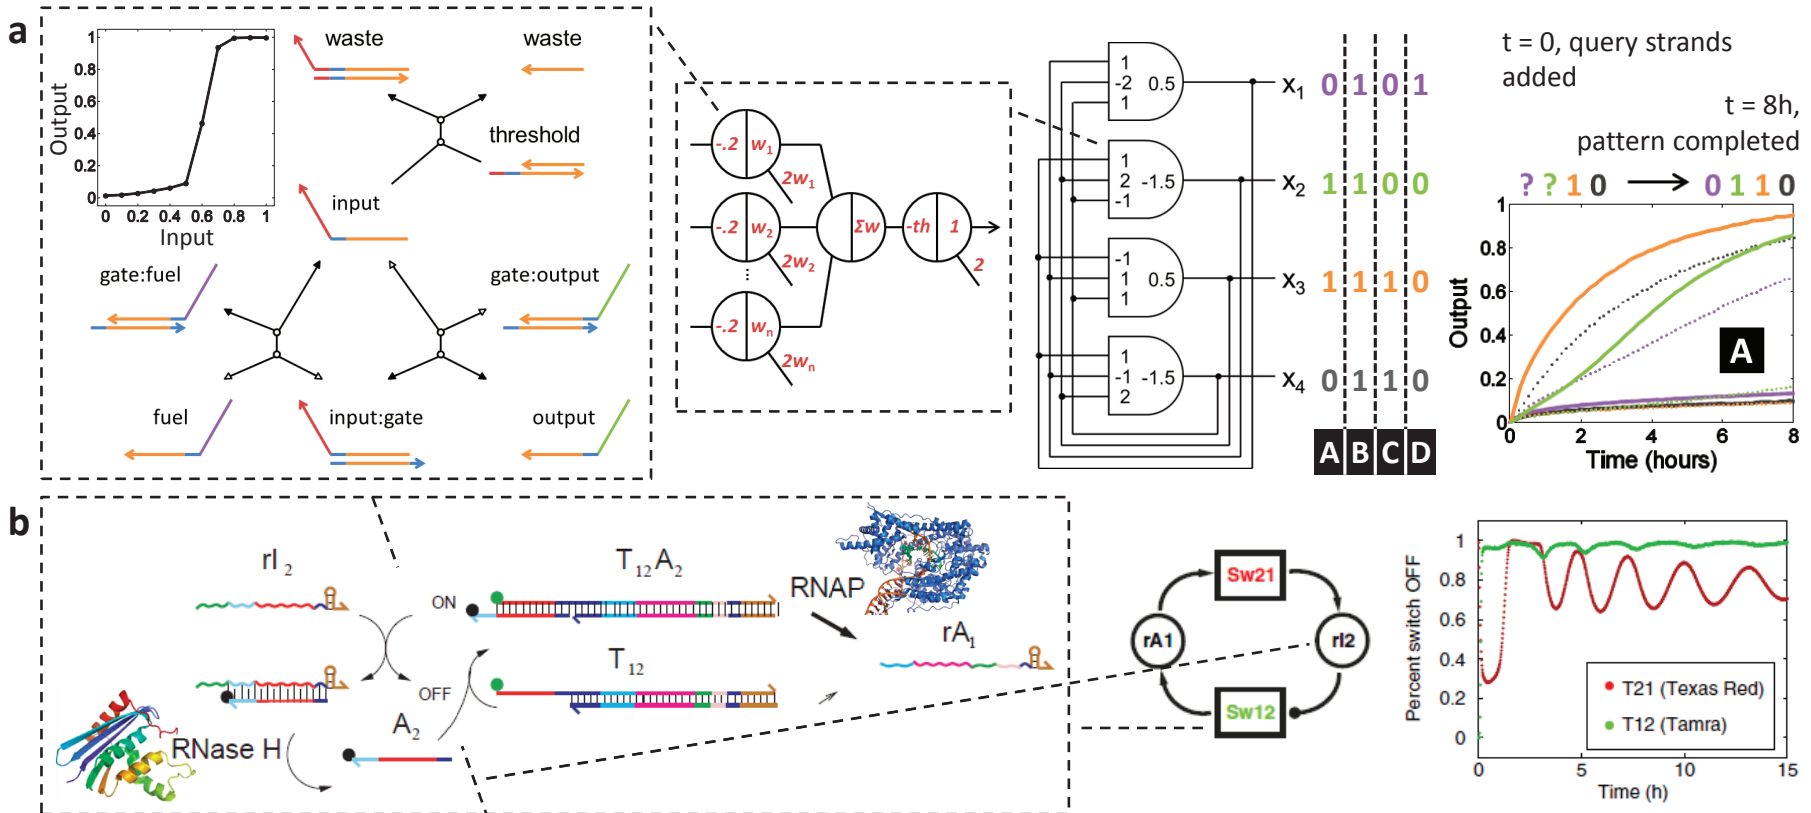 a
Output
1
0.8
0.6
0.4
0.2
0
0 0.2 0.4 0.6 0.8 1
Input
waste
waste
threshold
input
gate:fuel
gate:output
fuel
input:gate
output
-.2 w1
2w1
-.2 w2
2w2
⋮
-.2 wn
2wn
Σw
-th 1
2
1
-2 0.5
1
1
2 -1.5
-1
-1
1 0.5
1
1
-1 -1.5
2
x1 0 1 0 1
x2 1 1 0 0
x3 1 1 1 0
x4 0 1 1 0
A B C D
t = 0, query strands
added
t = 8h,
pattern completed
? ? 1 0 → 0 1 1 0
Output
1
0.8
0.6
0.4
0.2
0
A
0 2 4 6 8
Time (hours)
b
rI2
T12A2
ON
RNAP
rA1
T12
OFF
A2
RNase H
Sw21
rA1
rI2
Sw12
Percent switch OFF
1
0.8
0.6
0.4
0.2
0
T21 (Texas Red)
T12 (Tamra)
0 5 10 15
Time (h)